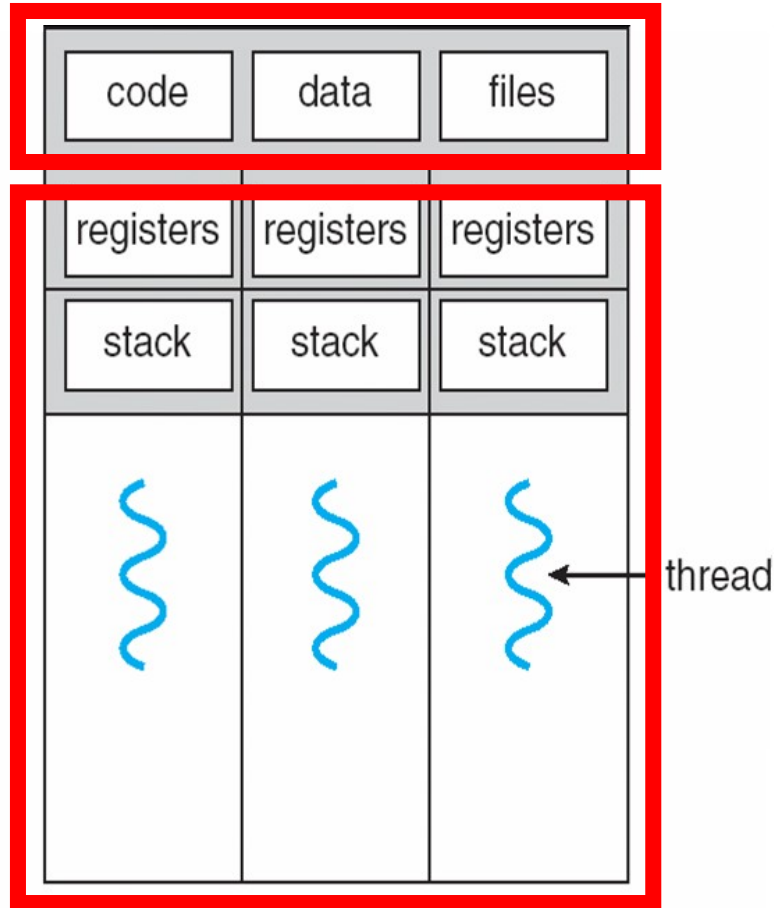 code data files
registers registers registers
stack stack stack
thread